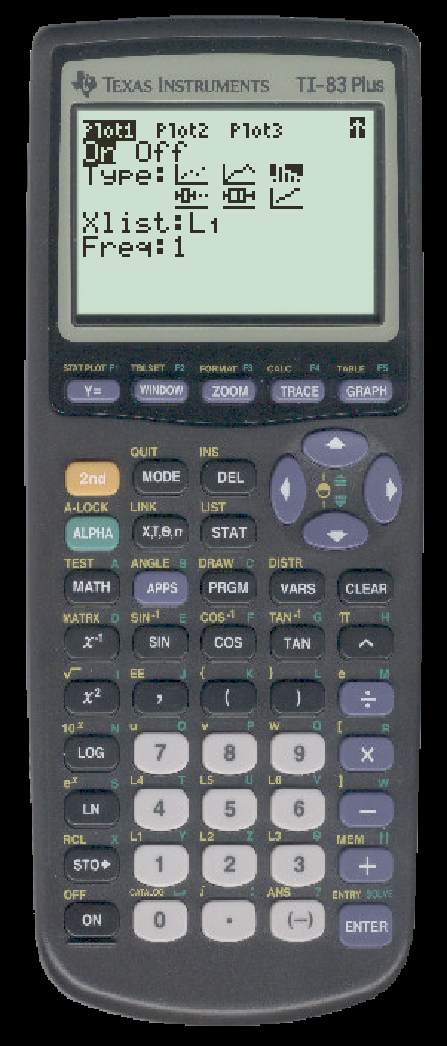 TEXAS INSTRUMENTS TI-83 Plus
Plot1 Plot2 Plot3
On Off
Type:
Xlist:L1
Freq:1
STAT PLOT F1 TBLSET F2 FORMAT F3 CALC F4 TABLE F5
Y= WINDOW ZOOM TRACE GRAPH
QUIT INS
2nd MODE DEL
A-LOCK LINK LIST
ALPHA X,T,Θ,n STAT
TEST A ANGLE B DRAW C DISTR
MATH APPS PRGM VARS CLEAR
MATRX D SIN⁻¹ E COS⁻¹ F TAN⁻¹ G π H
x⁻¹ SIN COS TAN ^
√ I EE J { K } L e M
x² , ( ) ÷
10ˣ N u O v P w Q [ R
LOG 7 8 9 ×
eˣ S L4 T L5 U L6 V ] W
LN 4 5 6 −
RCL X L1 Y L2 Z L3 θ MEM "
STO➧ 1 2 3 +
OFF CATALOG i : ANS ? ENTRY SOLVE
ON 0 . (−) ENTER